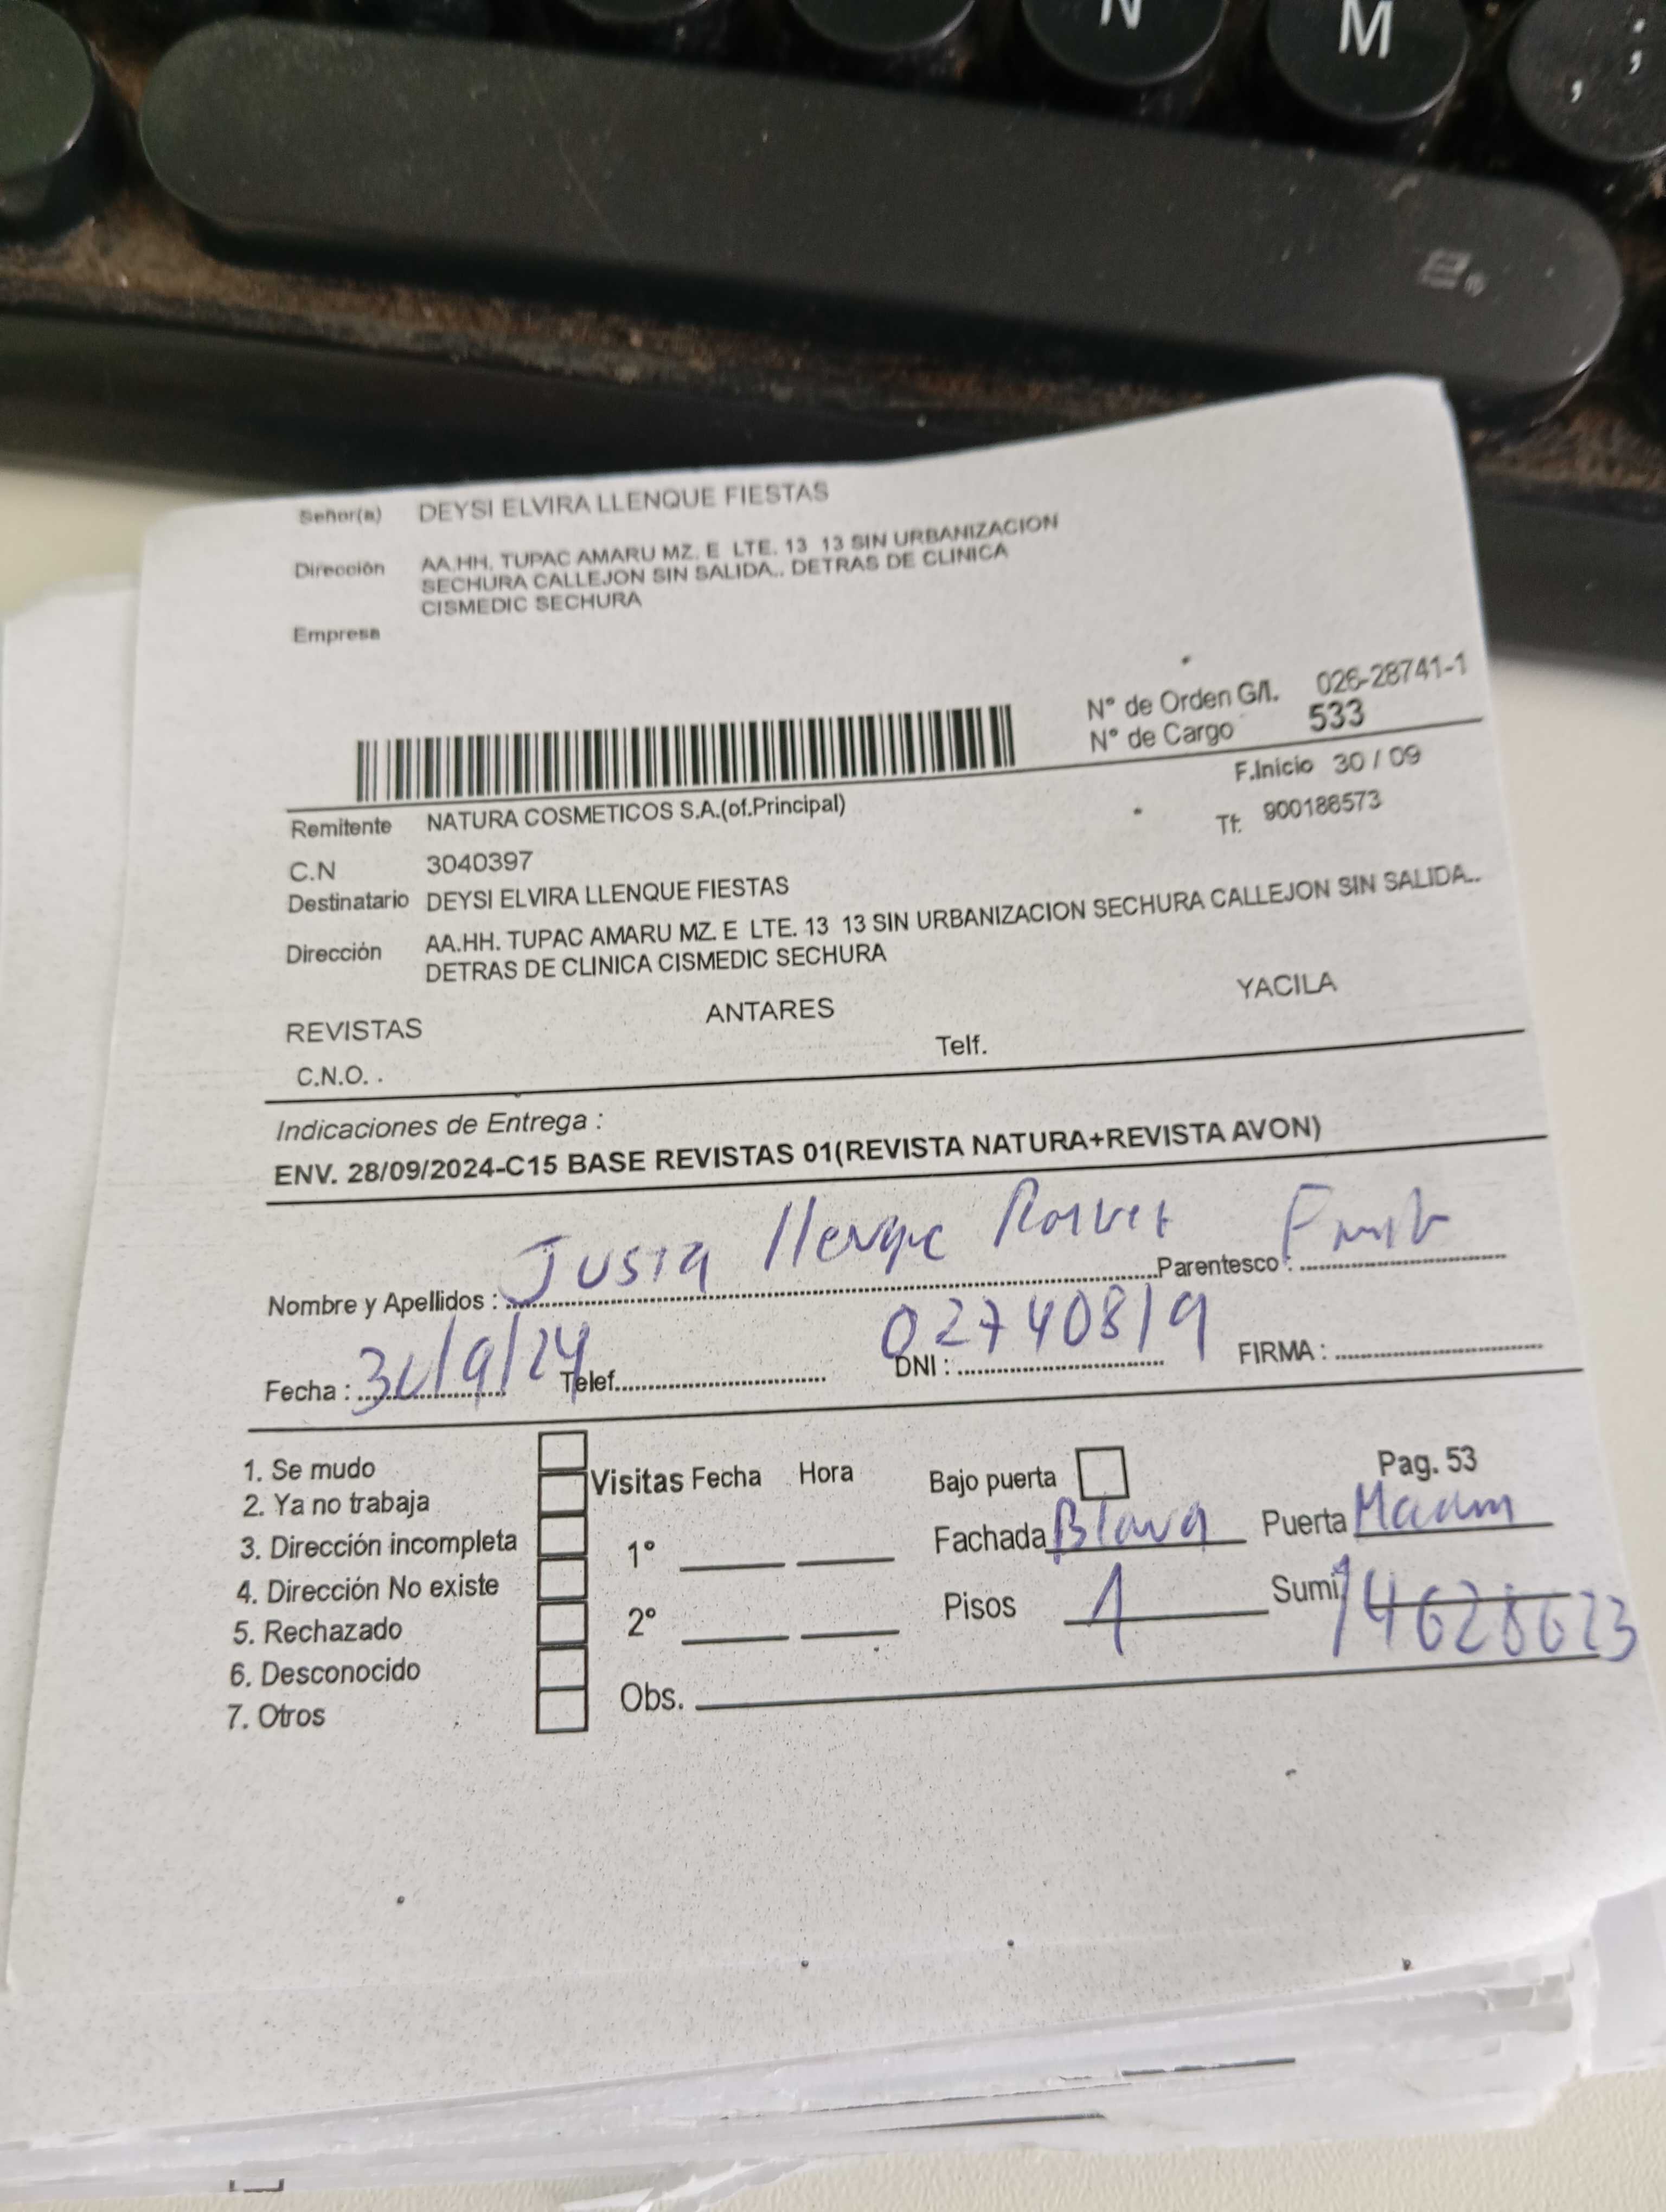 N
M
;
,
Señor(a) DEYSI ELVIRA LLENQUE FIESTAS
Dirección AA.HH. TUPAC AMARU MZ. E LTE. 13 13 SIN URBANIZACION
SECHURA CALLEJON SIN SALIDA.. DETRAS DE CLINICA
CISMEDIC SECHURA
Empresa
N° de Orden G/I. 026-28741-1
N° de Cargo 533
F.Inicio 30 / 09
Remitente NATURA COSMETICOS S.A.(of.Principal)
Tf. 900186573
C.N 3040397
Destinatario DEYSI ELVIRA LLENQUE FIESTAS
Dirección AA.HH. TUPAC AMARU MZ. E LTE. 13 13 SIN URBANIZACION SECHURA CALLEJON SIN SALIDA..
DETRAS DE CLINICA CISMEDIC SECHURA
REVISTAS ANTARES YACILA
C.N.O. . Telf.
Indicaciones de Entrega :
ENV. 28/09/2024-C15 BASE REVISTAS 01(REVISTA NATURA+REVISTA AVON)
Nombre y Apellidos : Justa Llenque Parentesco :
Fecha : 30/9/24 Telef. DNI : 02740819 FIRMA :
1. Se mudo
2. Ya no trabaja
3. Dirección incompleta
4. Dirección No existe
5. Rechazado
6. Desconocido
7. Otros
Visitas Fecha Hora
1°
2°
Obs.
Bajo puerta Pag. 53
Fachada Blanca Puerta
Pisos 1 Sumi